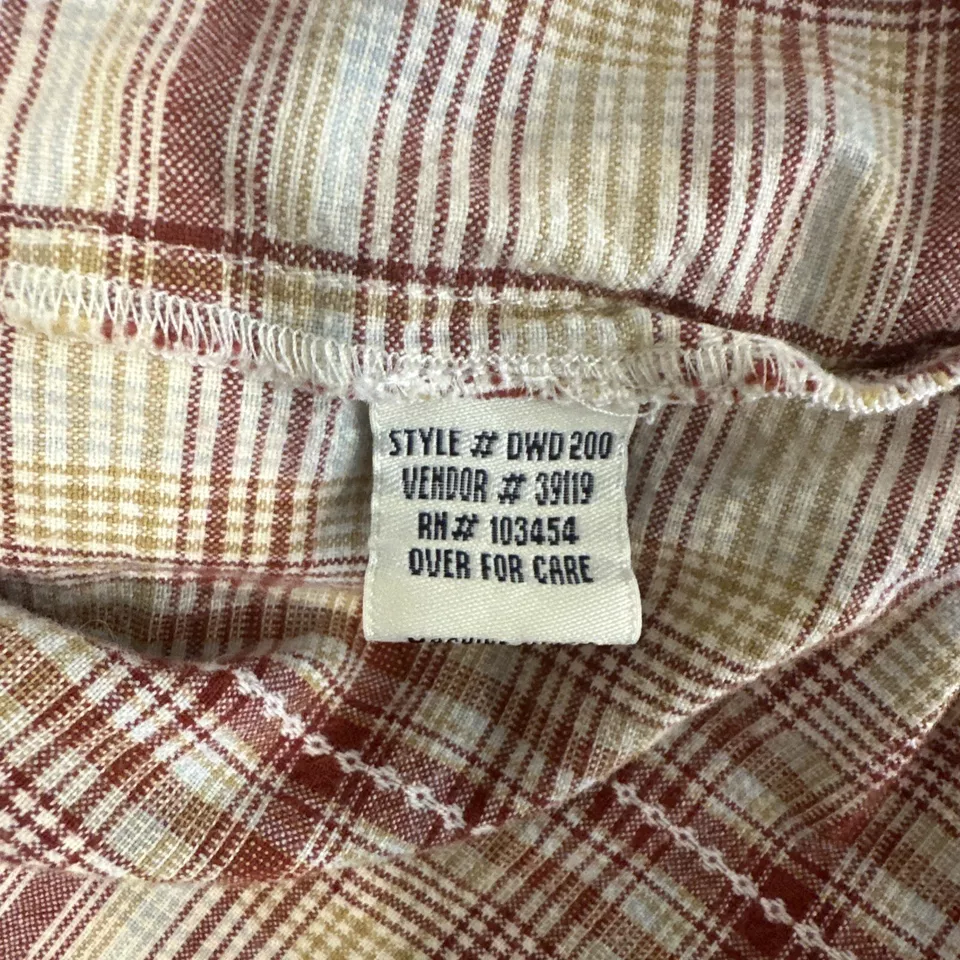 STYLE # DWD 200
VENDOR # 39119
RN# 103454
OVER FOR CARE